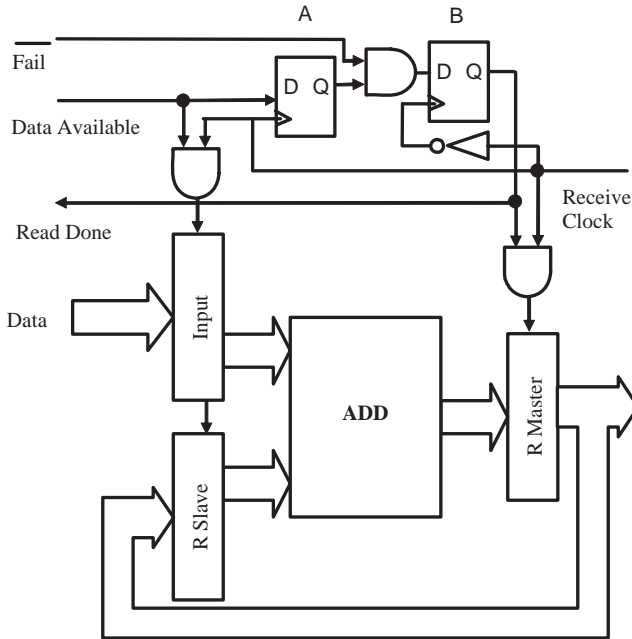 A
B
Fail
D Q
D Q
Data Available
Receive
Clock
Read Done
Data
Input
ADD
R Master
R Slave